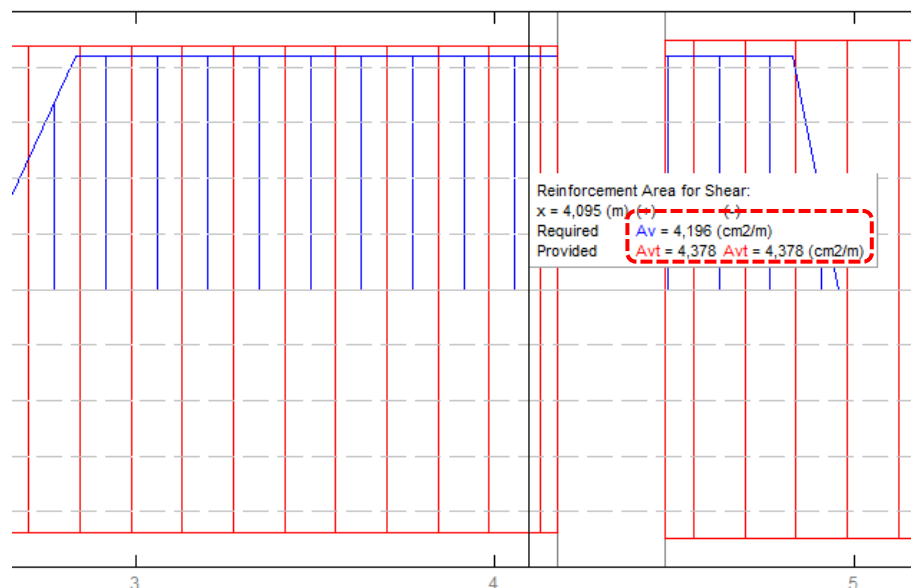 Reinforcement Area for Shear:
x = 4,095 (m) (+) (-)
Required Av = 4,196 (cm2/m)
Provided Avt = 4,378 Avt = 4,378 (cm2/m)
3 4 5